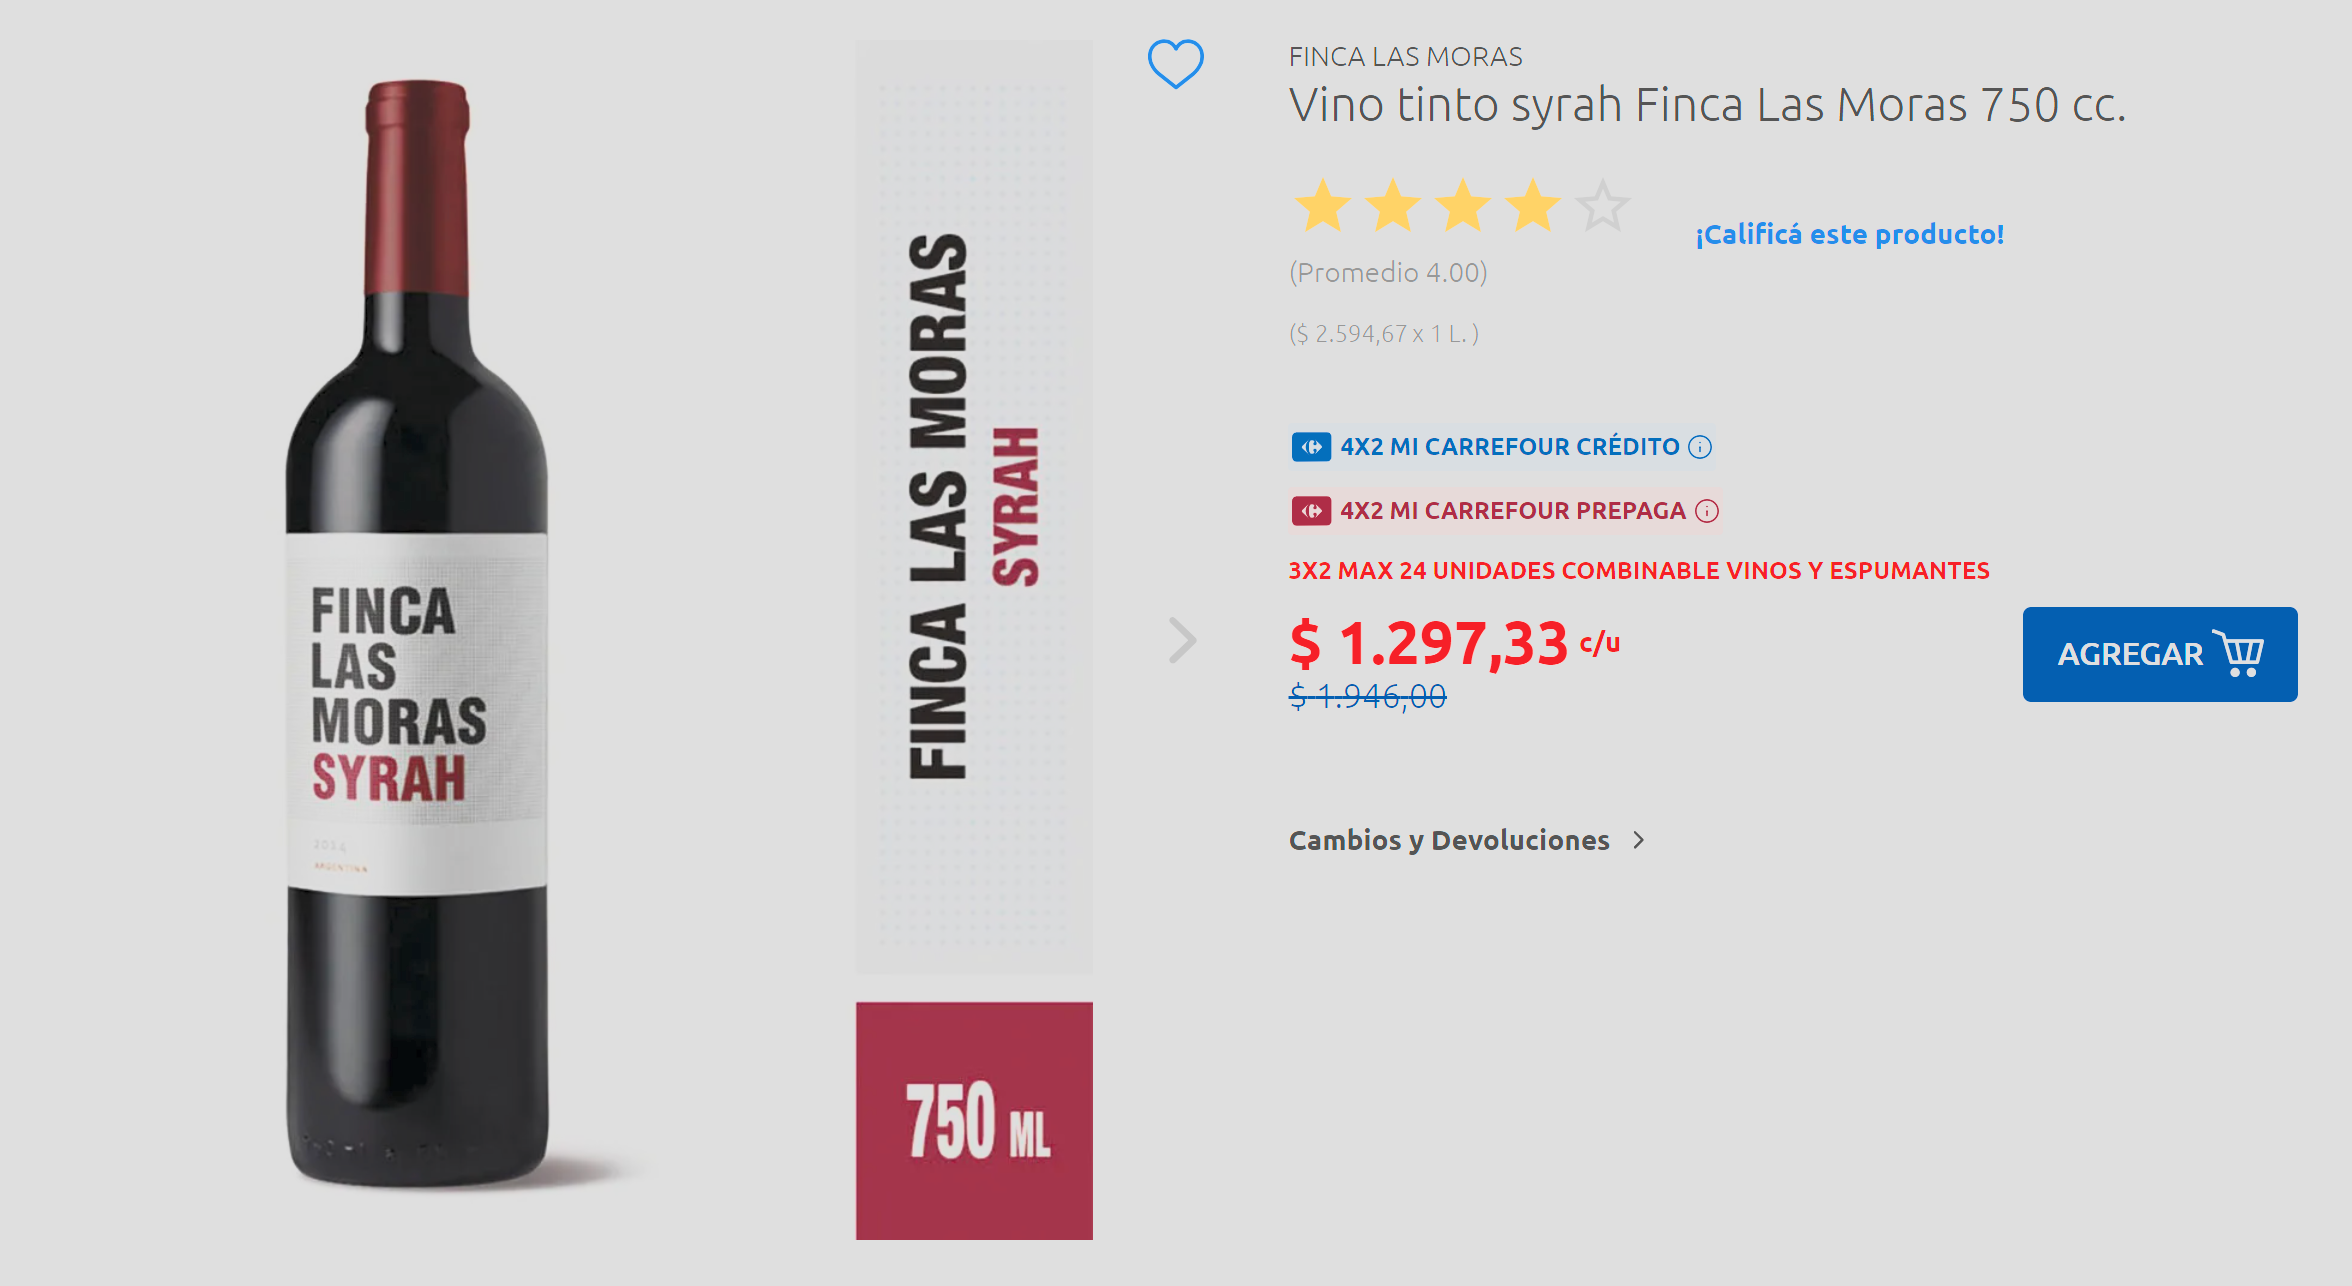 FINCA
LAS
MORAS
SYRAH
2024
ARGENTINA
FINCA LAS MORAS
SYRAH
750 ML
FINCA LAS MORAS
Vino tinto syrah Finca Las Moras 750 cc.
¡Calificá este producto!
(Promedio 4.00)
($ 2.594,67 x 1 L. )
4X2 MI CARREFOUR CRÉDITO
4X2 MI CARREFOUR PREPAGA
3X2 MAX 24 UNIDADES COMBINABLE VINOS Y ESPUMANTES
$ 1.297,33 c/u
$ 1.946,00
AGREGAR
Cambios y Devoluciones